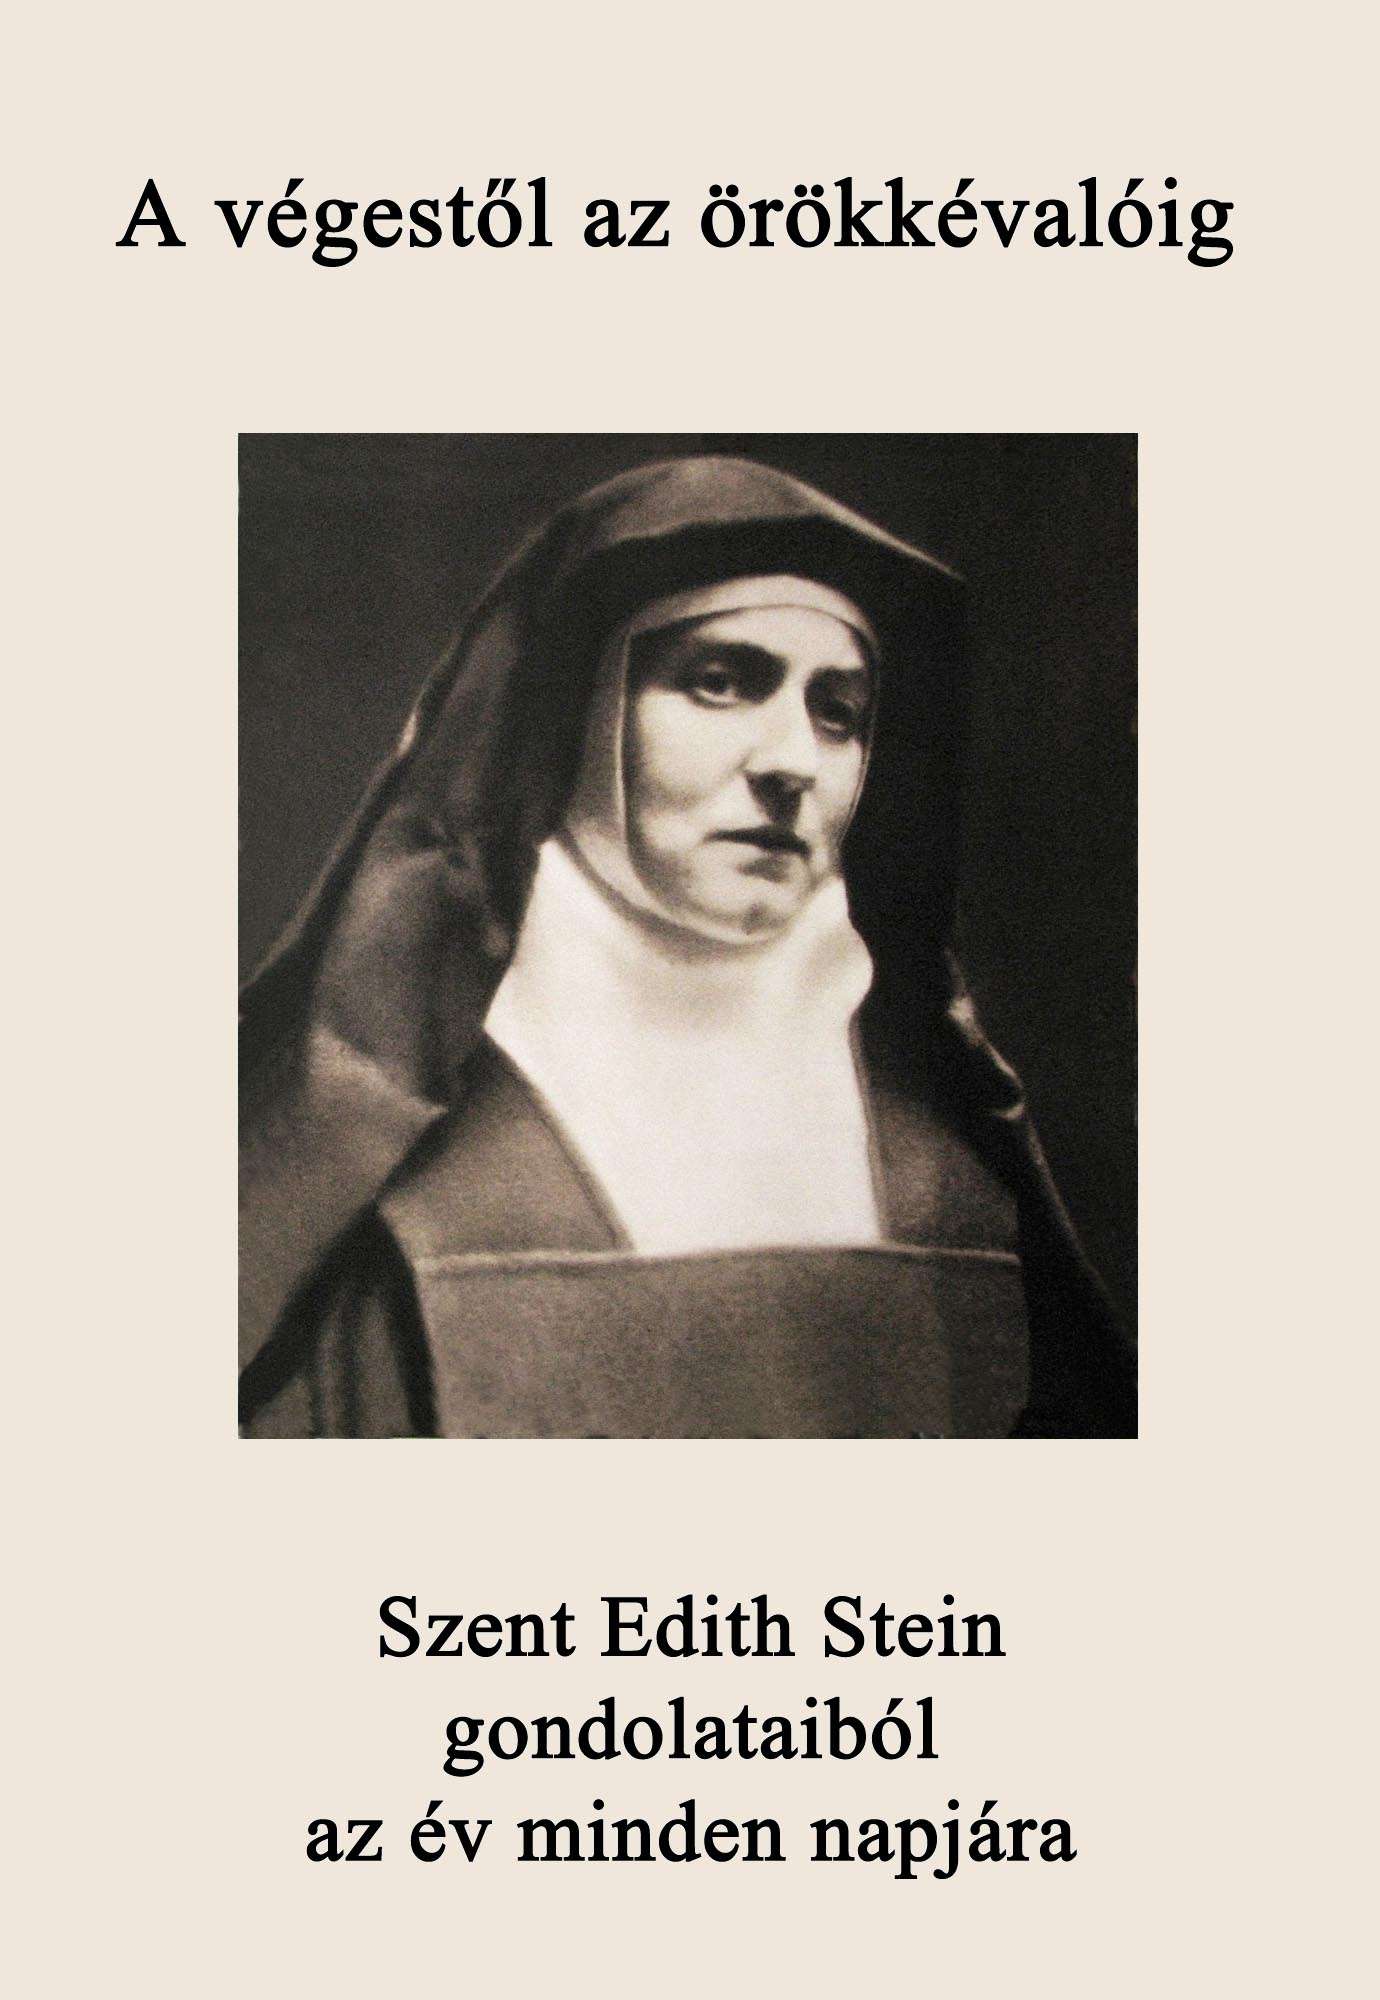 A végestől az örökkévalóig
Szent Edith Stein
gondolataiból
az év minden napjára